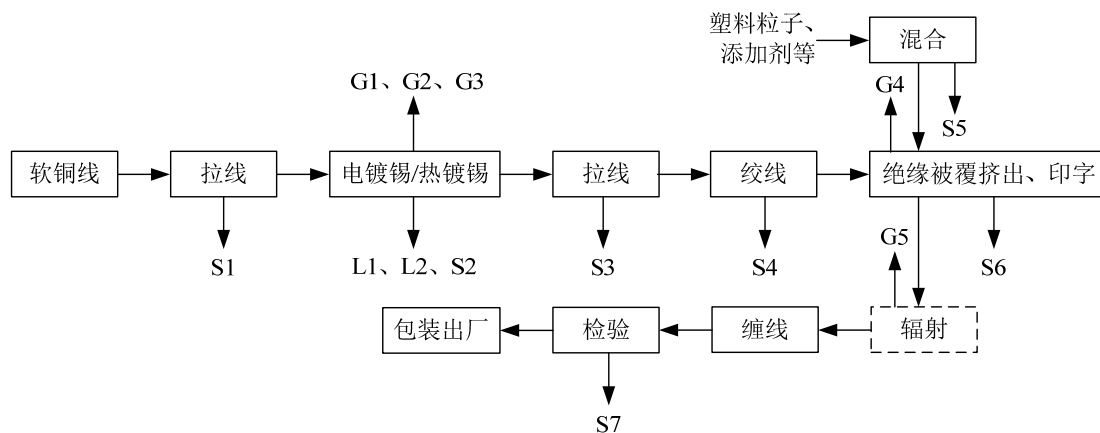 塑料粒子、
添加剂等
混合
G1、G2、G3
G4
S5
软铜线
拉线
电镀锡/热镀锡
拉线
绞线
绝缘被覆挤出、印字
S1
L1、L2、S2
S3
S4
G5
S6
包装出厂
检验
缠线
辐射
S7